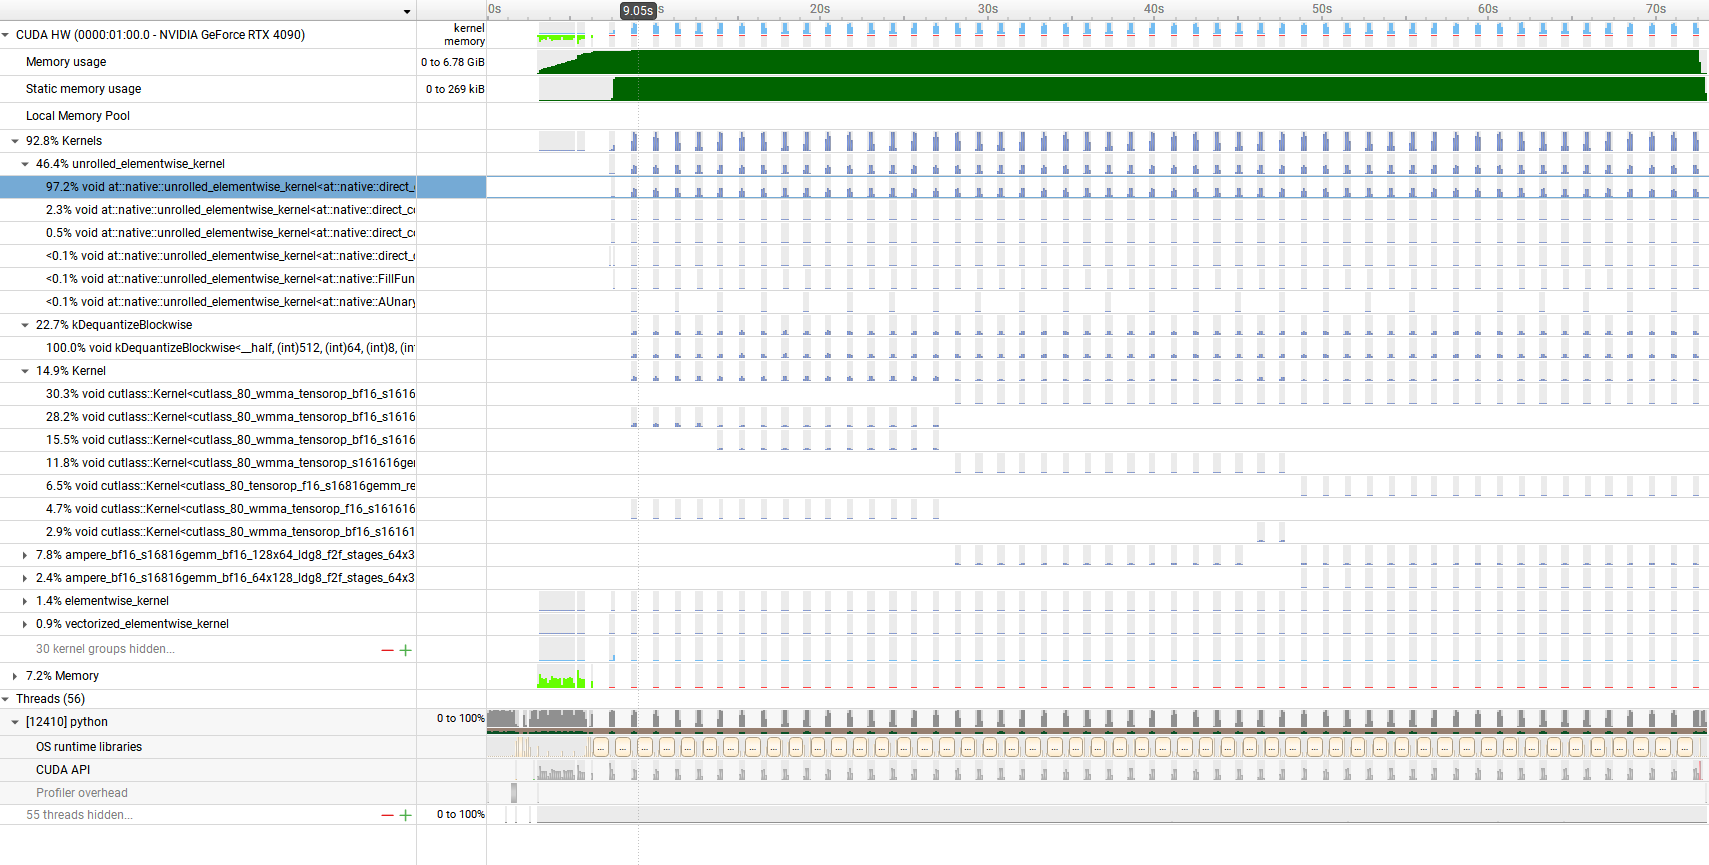 0s 9.05s s 20s 30s 40s 50s 60s 70s
CUDA HW (0000:01:00.0 - NVIDIA GeForce RTX 4090) kernel
memory
Memory usage 0 to 6.78 GiB
Static memory usage 0 to 269 kiB
Local Memory Pool
92.8% Kernels
46.4% unrolled_elementwise_kernel
97.2% void at::native::unrolled_elementwise_kernel<at::native::direct_
2.3% void at::native::unrolled_elementwise_kernel<at::native::direct_co
0.5% void at::native::unrolled_elementwise_kernel<at::native::direct_co
<0.1% void at::native::unrolled_elementwise_kernel<at::native::direct_
<0.1% void at::native::unrolled_elementwise_kernel<at::native::FillFun
<0.1% void at::native::unrolled_elementwise_kernel<at::native::AUnary
22.7% kDequantizeBlockwise
100.0% void kDequantizeBlockwise<__half, (int)512, (int)64, (int)8, (int
14.9% Kernel
30.3% void cutlass::Kernel<cutlass_80_wmma_tensorop_bf16_s1616
28.2% void cutlass::Kernel<cutlass_80_wmma_tensorop_bf16_s1616
15.5% void cutlass::Kernel<cutlass_80_wmma_tensorop_bf16_s1616
11.8% void cutlass::Kernel<cutlass_80_wmma_tensorop_s161616ge
6.5% void cutlass::Kernel<cutlass_80_tensorop_f16_s16816gemm_re
4.7% void cutlass::Kernel<cutlass_80_wmma_tensorop_f16_s161616
2.9% void cutlass::Kernel<cutlass_80_wmma_tensorop_bf16_s16161
7.8% ampere_bf16_s16816gemm_bf16_128x64_ldg8_f2f_stages_64x3
2.4% ampere_bf16_s16816gemm_bf16_64x128_ldg8_f2f_stages_64x3
1.4% elementwise_kernel
0.9% vectorized_elementwise_kernel
30 kernel groups hidden...
7.2% Memory
Threads (56)
[12410] python 0 to 100%
OS runtime libraries
CUDA API
Profiler overhead
55 threads hidden... 0 to 100%